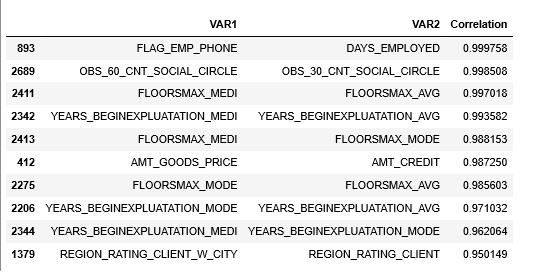 VAR1 VAR2 Correlation
893 FLAG_EMP_PHONE DAYS_EMPLOYED 0.999758
2689 OBS_60_CNT_SOCIAL_CIRCLE OBS_30_CNT_SOCIAL_CIRCLE 0.998508
2411 FLOORSMAX_MEDI FLOORSMAX_AVG 0.997018
2342 YEARS_BEGINEXPLUATATION_MEDI YEARS_BEGINEXPLUATATION_AVG 0.993582
2413 FLOORSMAX_MEDI FLOORSMAX_MODE 0.988153
412 AMT_GOODS_PRICE AMT_CREDIT 0.987250
2275 FLOORSMAX_MODE FLOORSMAX_AVG 0.985603
2206 YEARS_BEGINEXPLUATATION_MODE YEARS_BEGINEXPLUATATION_AVG 0.971032
2344 YEARS_BEGINEXPLUATATION_MEDI YEARS_BEGINEXPLUATATION_MODE 0.962064
1379 REGION_RATING_CLIENT_W_CITY REGION_RATING_CLIENT 0.950149